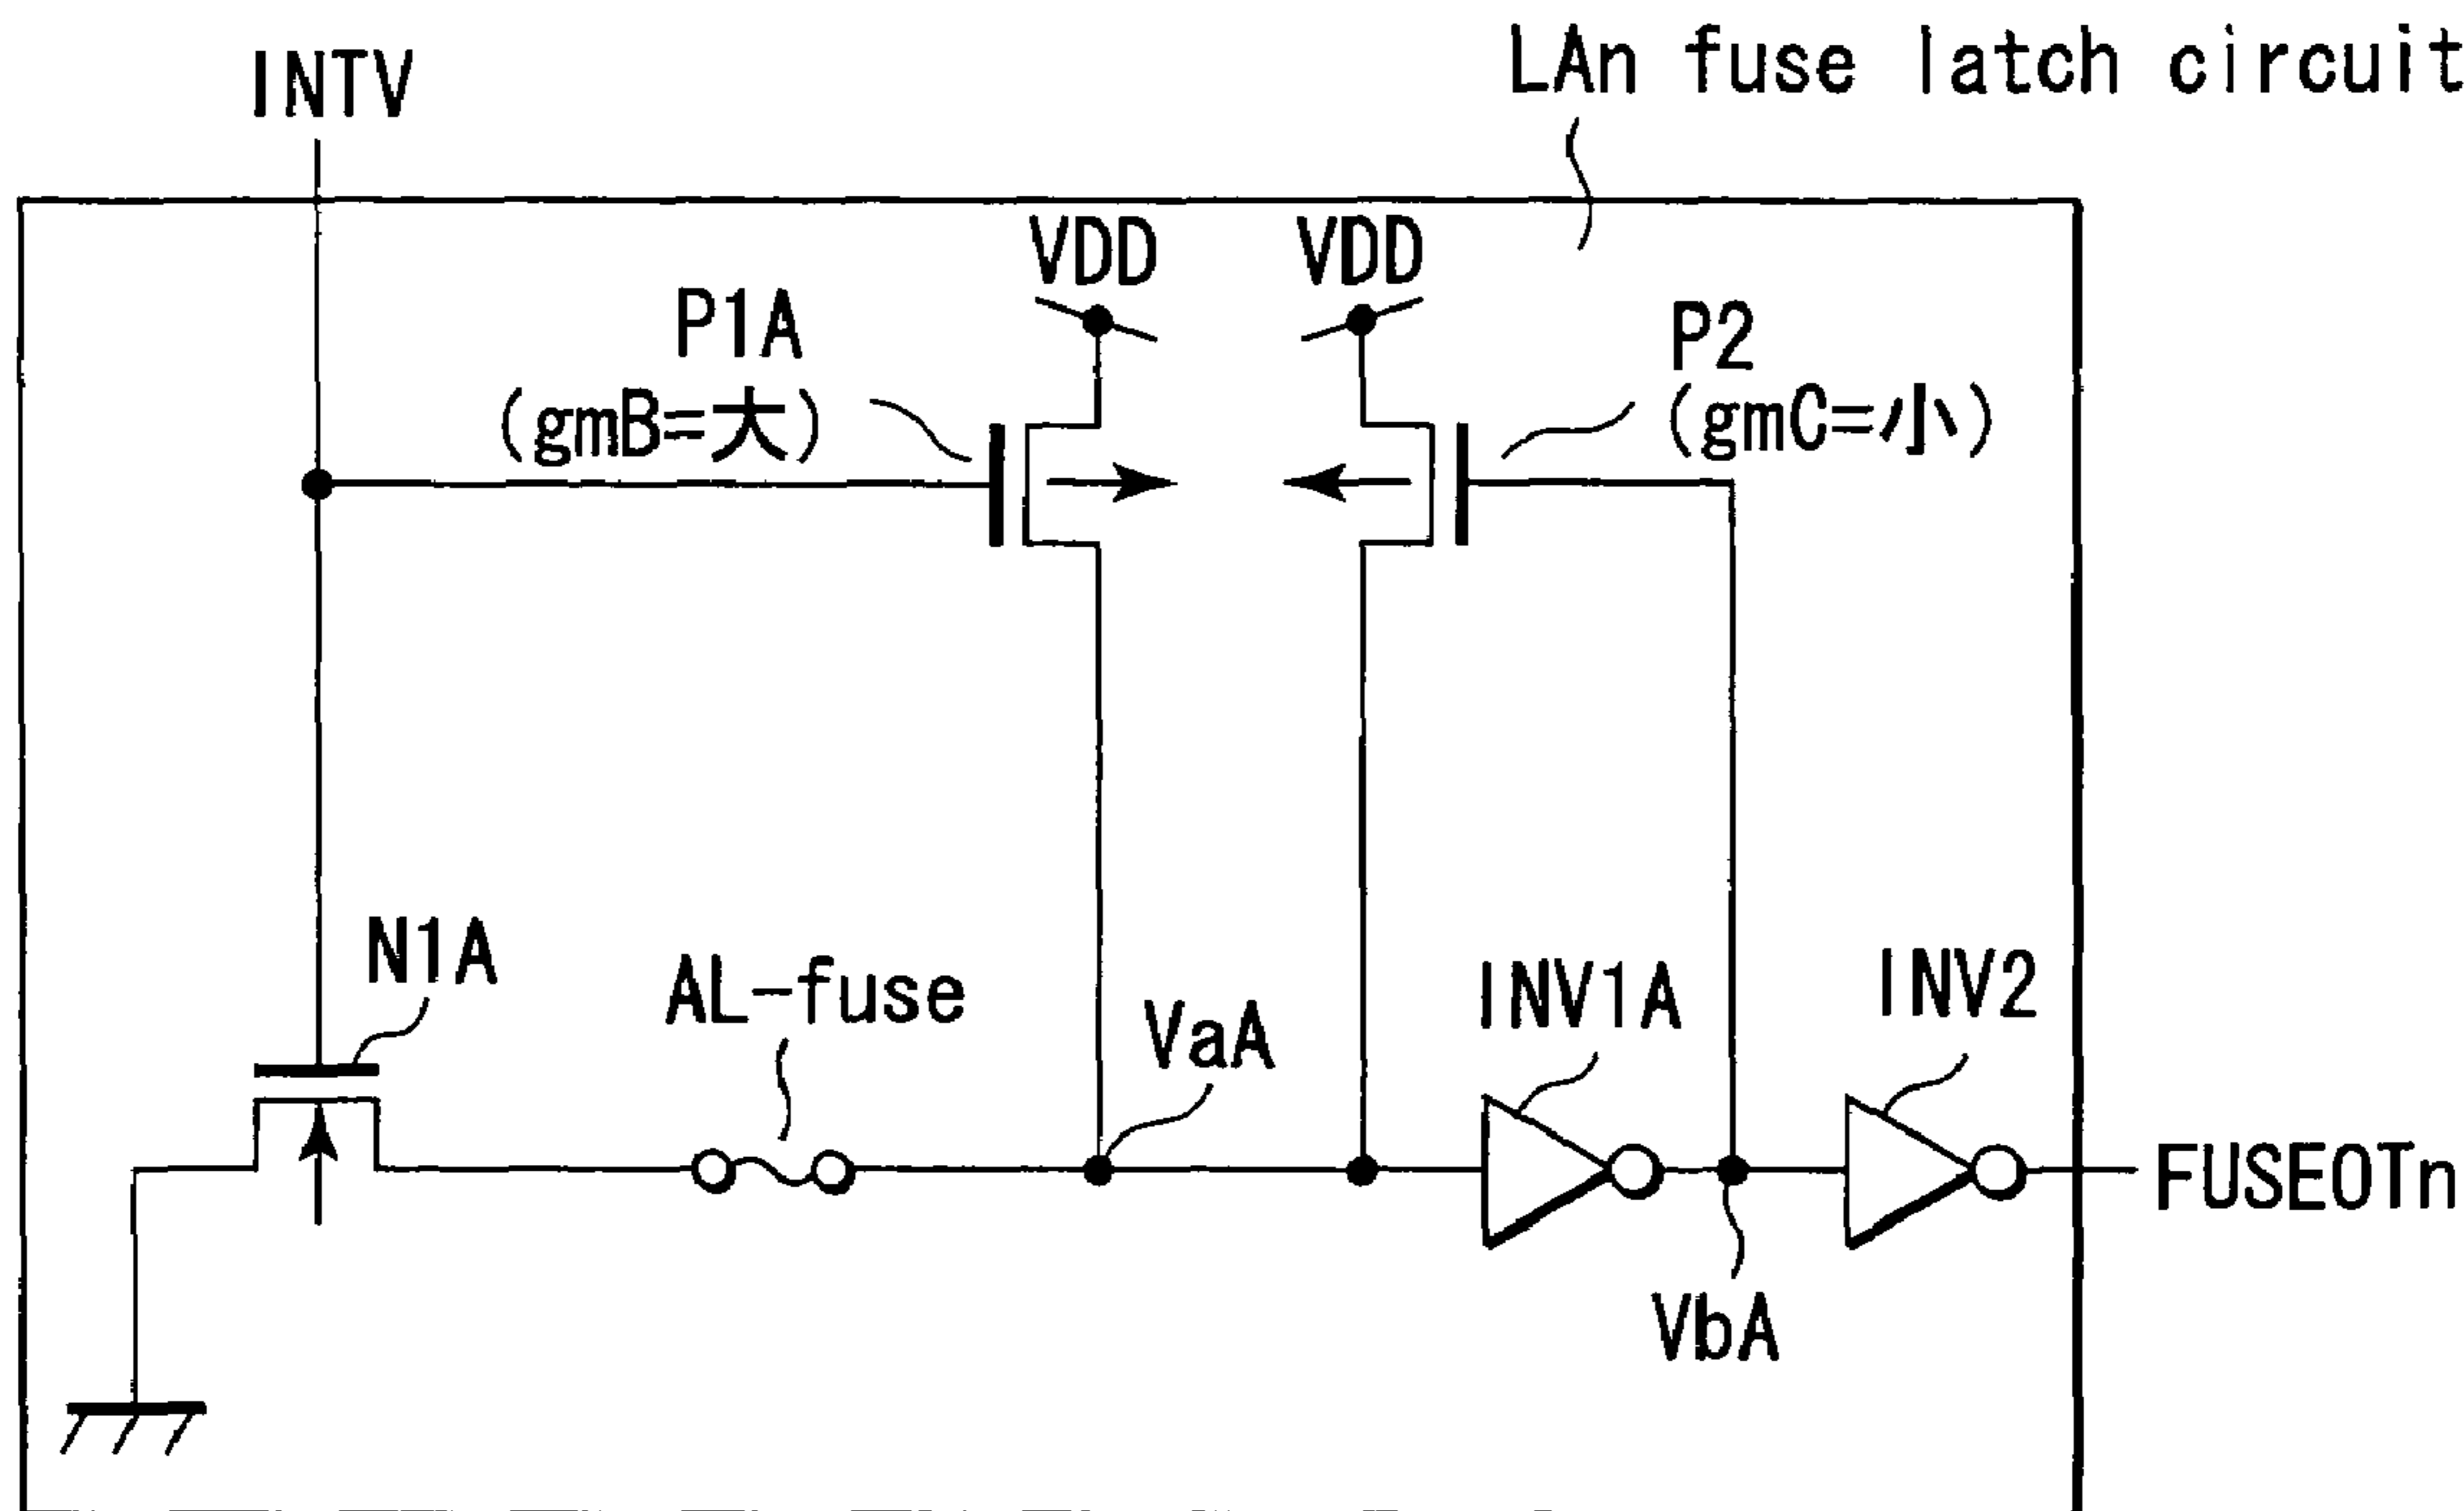 LAn fuse latch circuit
INTV
VDD
VDD
P1A
(gmB=大)
P2
(gmC=小)
N1A
AL-fuse
VaA
INV1A
INV2
FUSEOTn
VbA